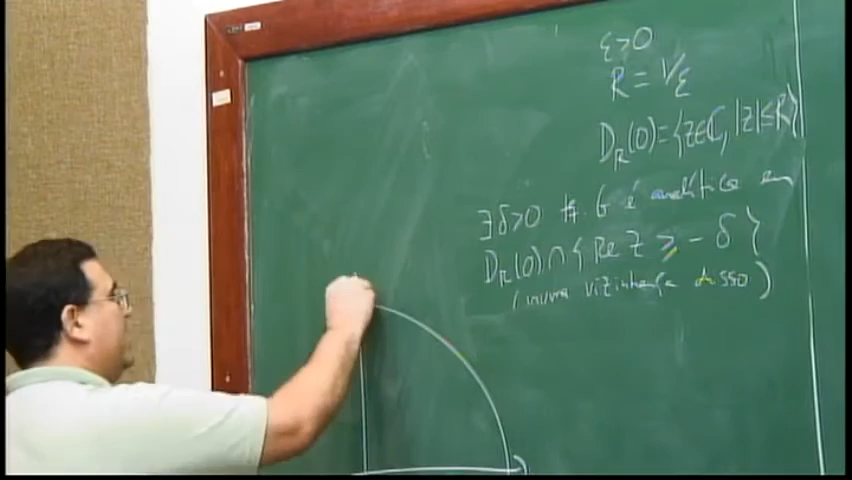 ε>0
R = 1/ε
D_R(0)={z∈ℂ, |z|≤R}
∃δ>0 t.q. G é analítica em
D_R(0)∩{Re z ≥ -δ}
(numa vizinhança disso)